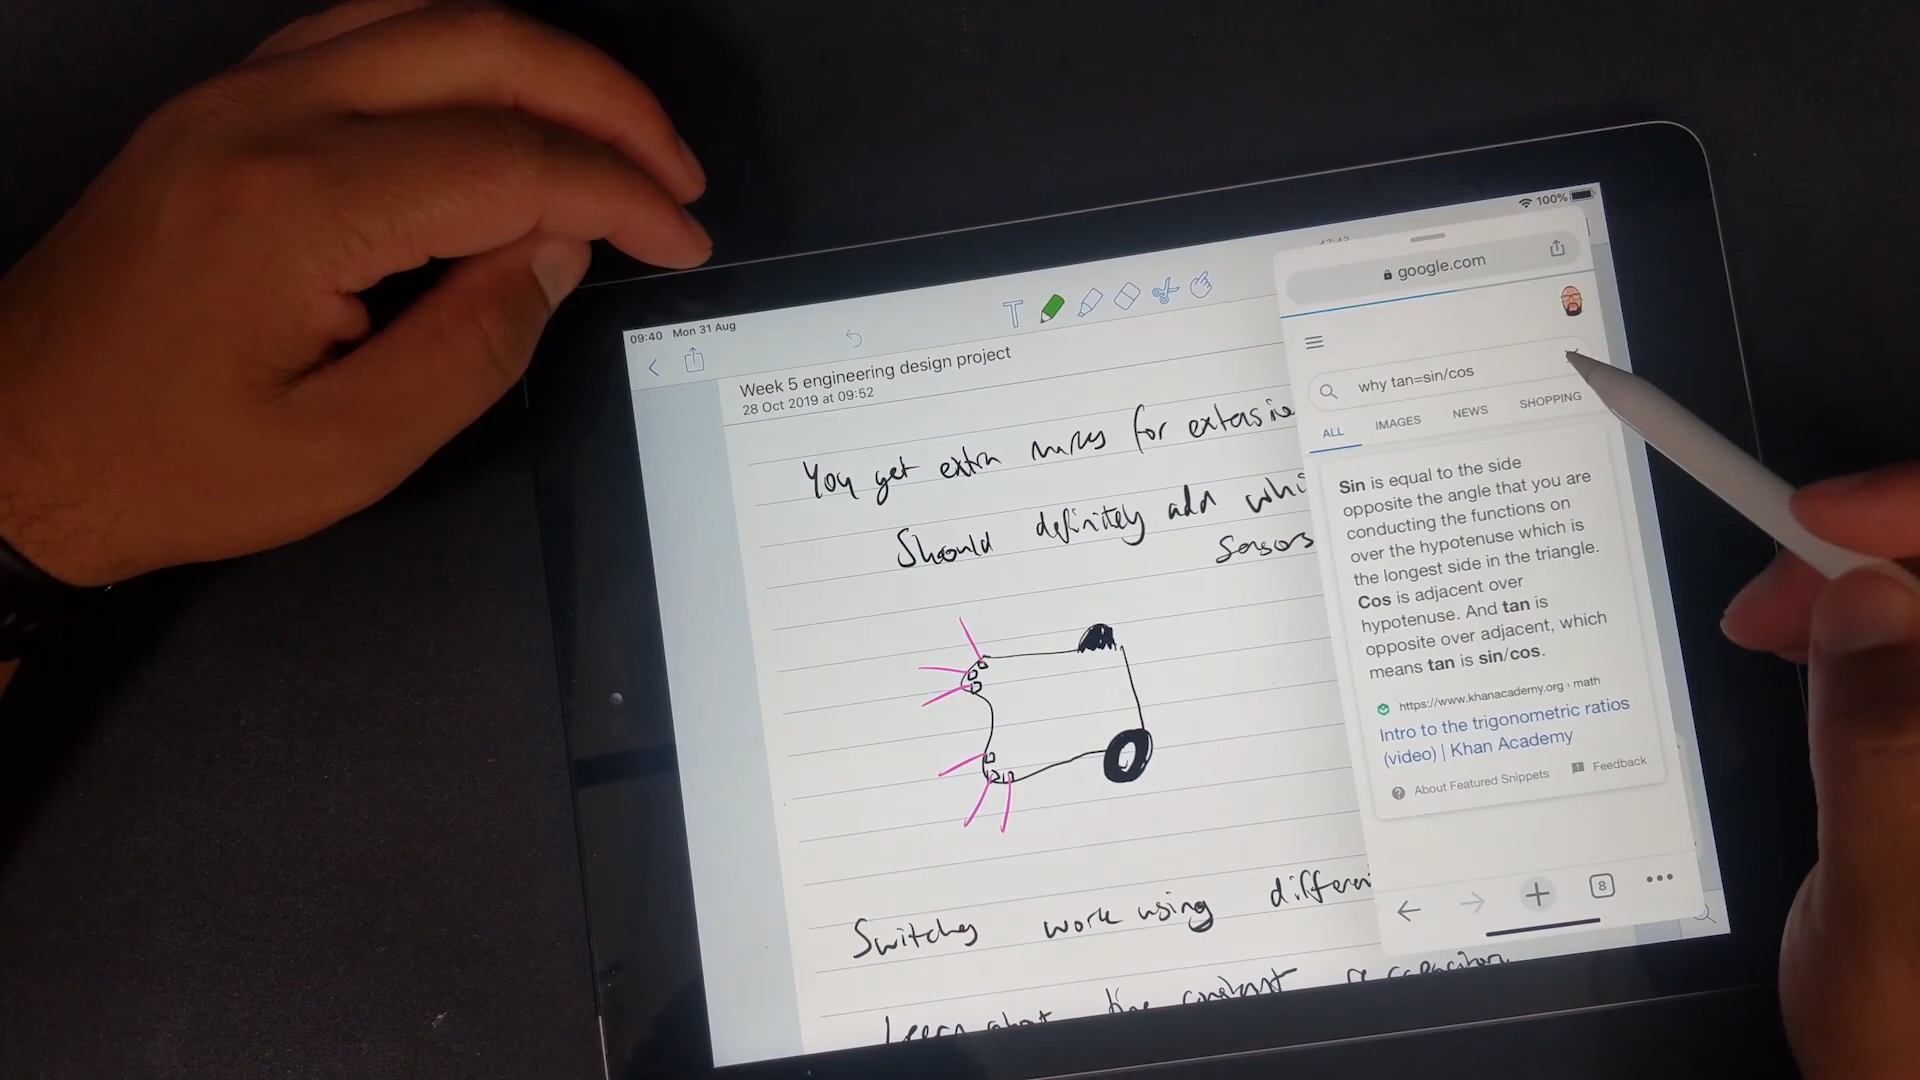 09:40 Mon 31 Aug
100%
T
Week 5 engineering design project
28 Oct 2019 at 09:52
You get extra marks for extensive
Should definitely add
Sensors
Switches work using
Learn about time constant
google.com
why tan=sin/cos
ALL IMAGES NEWS SHOPPING
Sin is equal to the side
opposite the angle that you are
conducting the functions on
over the hypotenuse which is
the longest side in the triangle.
Cos is adjacent over
hypotenuse. And tan is
opposite over adjacent, which
means tan is sin/cos.
https://www.khanacademy.org › math
Intro to the trigonometric ratios
(video) | Khan Academy
About Featured Snippets Feedback
8